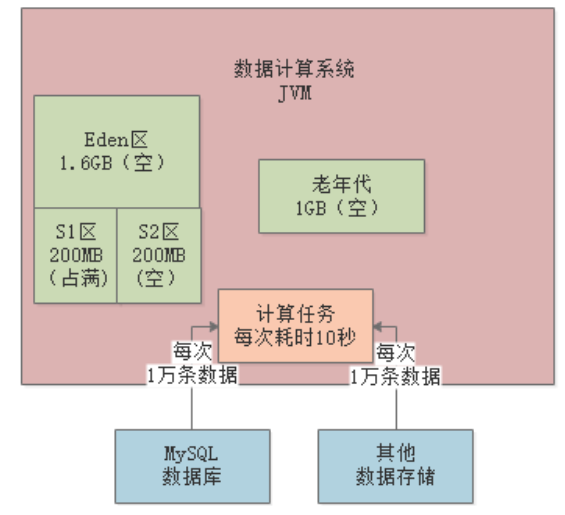 数据计算系统
JVM
Eden区
1.6GB（空）
老年代
1GB（空）
S1区
200MB
（占满）
S2区
200MB
（空）
计算任务
每次耗时10秒
每次
1万条数据
每次
1万条数据
MySQL
数据库
其他
数据存储